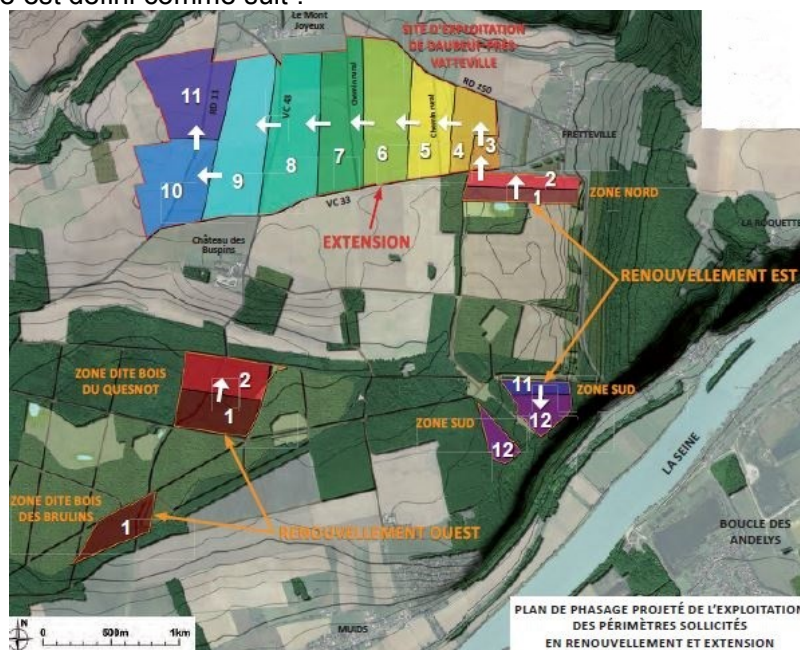 e est défini comme suit :
Le Mont
Joyeux
SITE D'EXPLOITATION
DE DAUBEUF-PRÈS-
VATTEVILLE
RD 250
11
RD 11
VC 43
Chemin rural
Chemin rural
FRETTEVILLE
10
9
8
7
6
5
4
3
2
1
ZONE NORD
VC 33
EXTENSION
LA ROQUETTE
Château des
Buspins
RENOUVELLEMENT EST
ZONE DITE BOIS
DU QUESNOT
2
1
11
12
ZONE SUD
ZONE SUD
12
LA SEINE
ZONE DITE BOIS
DES BRULINS
1
RENOUVELLEMENT OUEST
BOUCLE DES
ANDELYS
PLAN DE PHASAGE PROJETÉ DE L'EXPLOITATION
DES PÉRIMÈTRES SOLLICITÉS
EN RENOUVELLEMENT ET EXTENSION
N
0 500m 1km
MUIDS